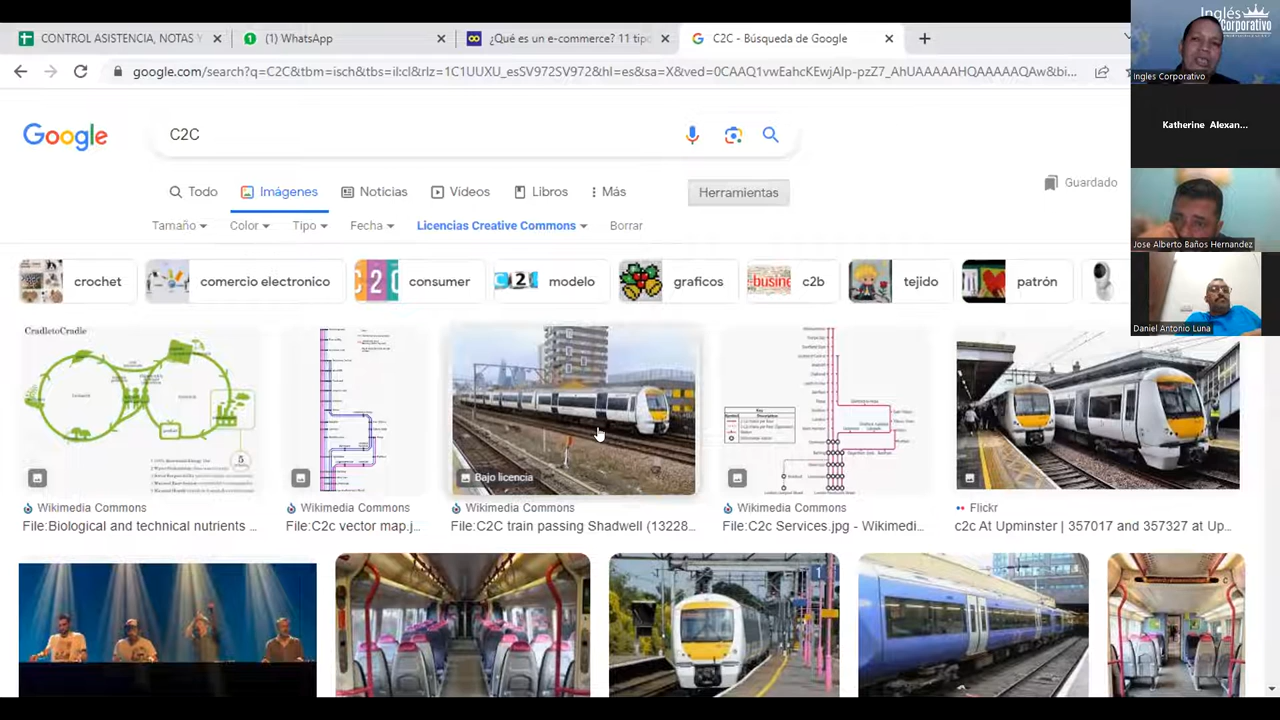 CONTROL ASISTENCIA, NOTAS Y
(1) WhatsApp
¿Qué es un e-commerce? 11 tipo
C2C - Búsqueda de Google
google.com/search?q=C2C&tbm=isch&tbs=il:cl&rlz=1C1UUXU_esSV972SV972&hl=es&sa=X&ved=0CAAQ1vwEahcKEwjAlp-pzZ7_AhUAAAAAHQAAAAAQAw&bi...
Inglés
Corporativo
Ingles Corporativo
Katherine Alexan...
Jose Alberto Baños Hernandez
Daniel Antonio Luna
Google
C2C
Todo
Imágenes
Noticias
Videos
Libros
Más
Herramientas
Guardado
Tamaño
Color
Tipo
Fecha
Licencias Creative Commons
Borrar
crochet
comercio electronico
consumer
modelo
graficos
busine
c2b
tejido
patrón
CradletoCradle
Bajo licencia
Wikimedia Commons
File:Biological and technical nutrients ...
Wikimedia Commons
File:C2c vector map.j...
Wikimedia Commons
File:C2C train passing Shadwell (13228...
Wikimedia Commons
File:C2c Services.jpg - Wikimedi...
Flickr
c2c At Upminster | 357017 and 357327 at Up...
1